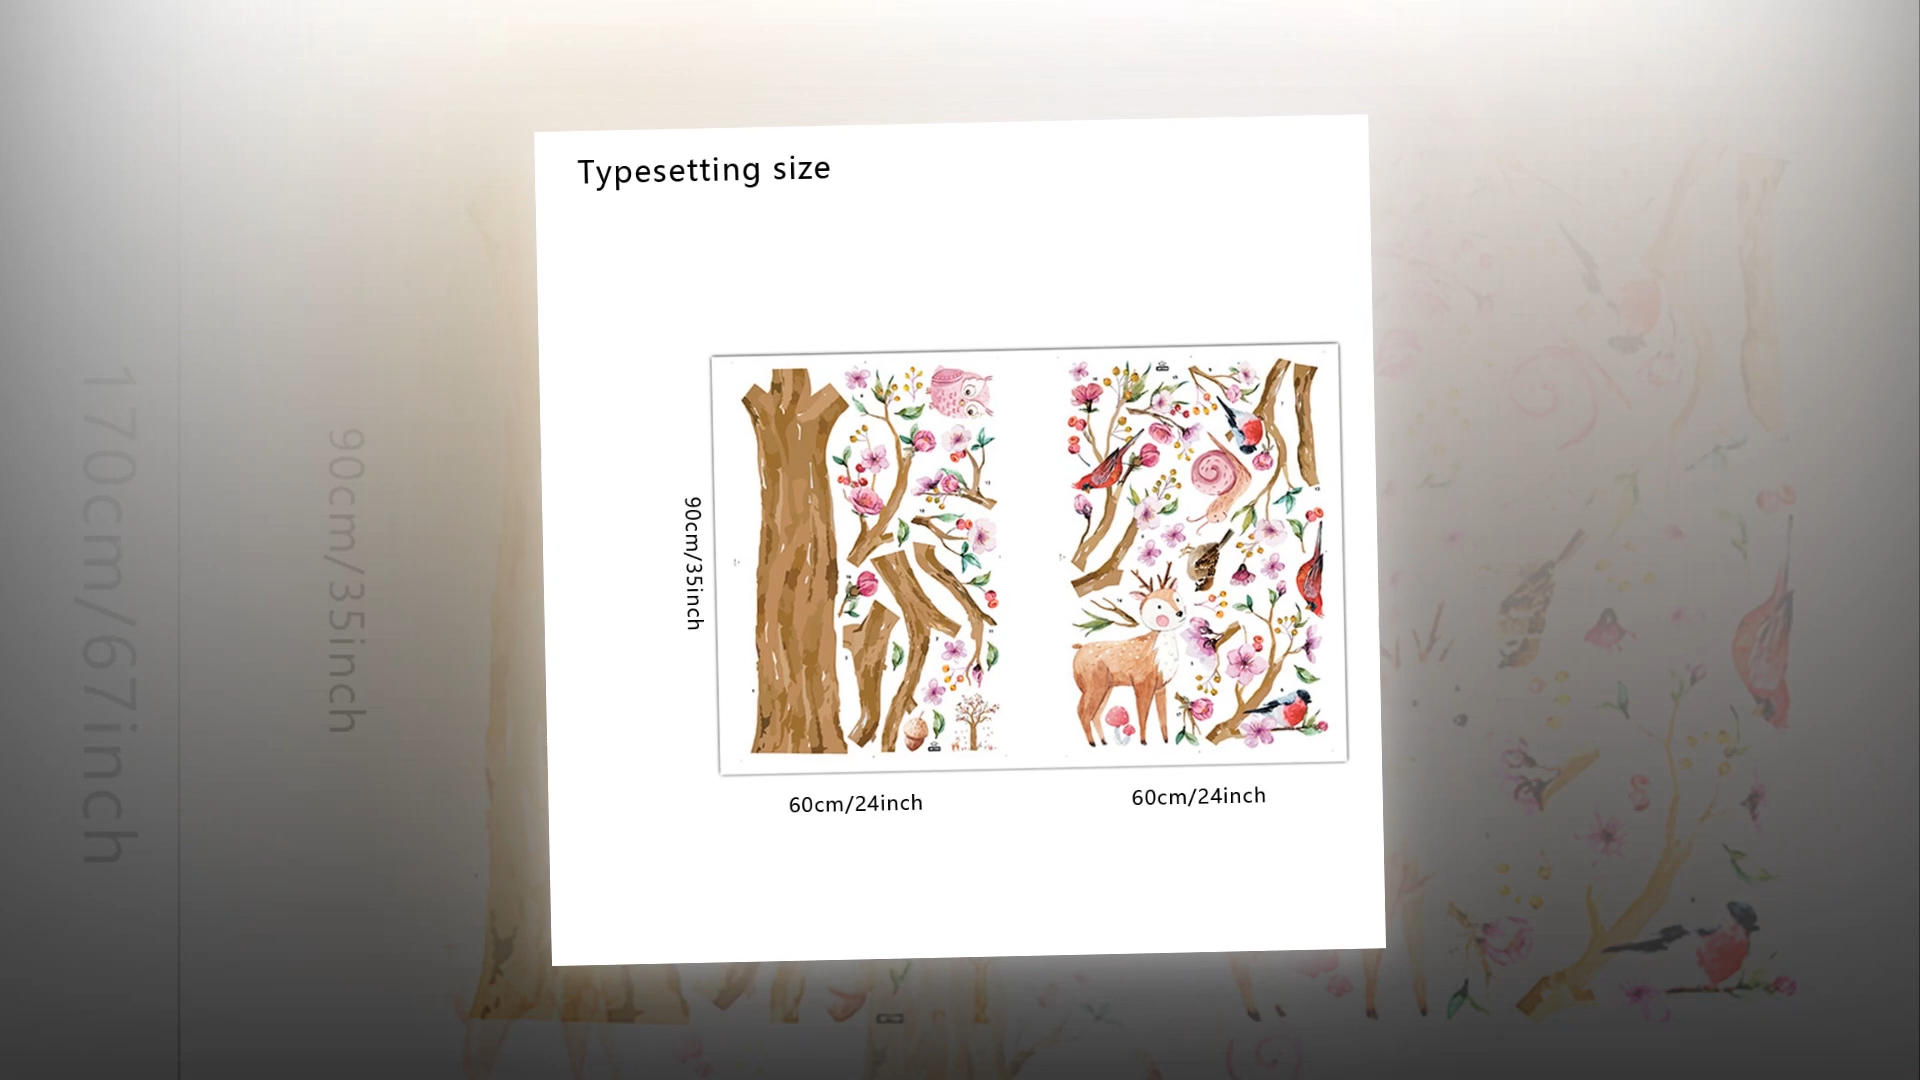 Typesetting size
90cm/35inch
60cm/24inch
60cm/24inch
170cm/67inch
90cm/35inch